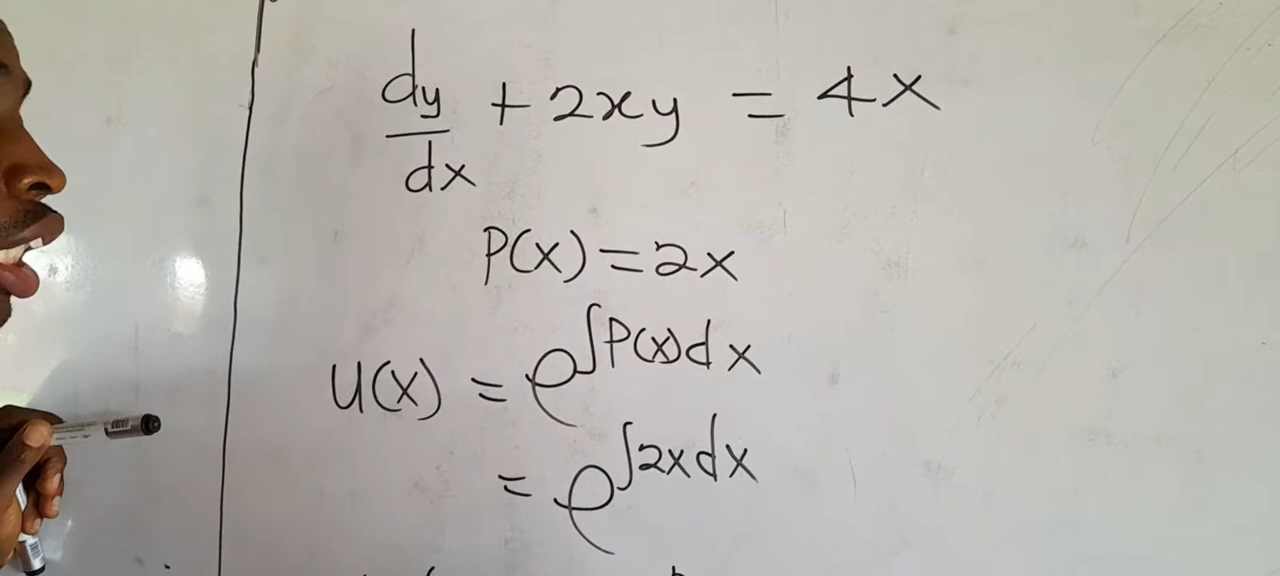 dy/dx + 2xy = 4x
P(x) = 2x
U(x) = e^∫P(x)dx
= e^∫2xdx